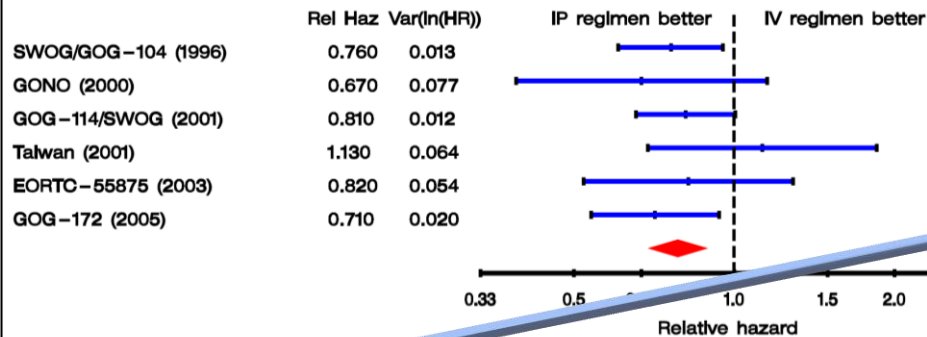 Rel Haz Var(ln(HR)) IP regimen better IV regimen better
SWOG/GOG-104 (1996) 0.760 0.013
GONO (2000) 0.670 0.077
GOG-114/SWOG (2001) 0.810 0.012
Taiwan (2001) 1.130 0.064
EORTC-55875 (2003) 0.820 0.054
GOG-172 (2005) 0.710 0.020
0.33 0.5 1.0 1.5 2.0
Relative hazard